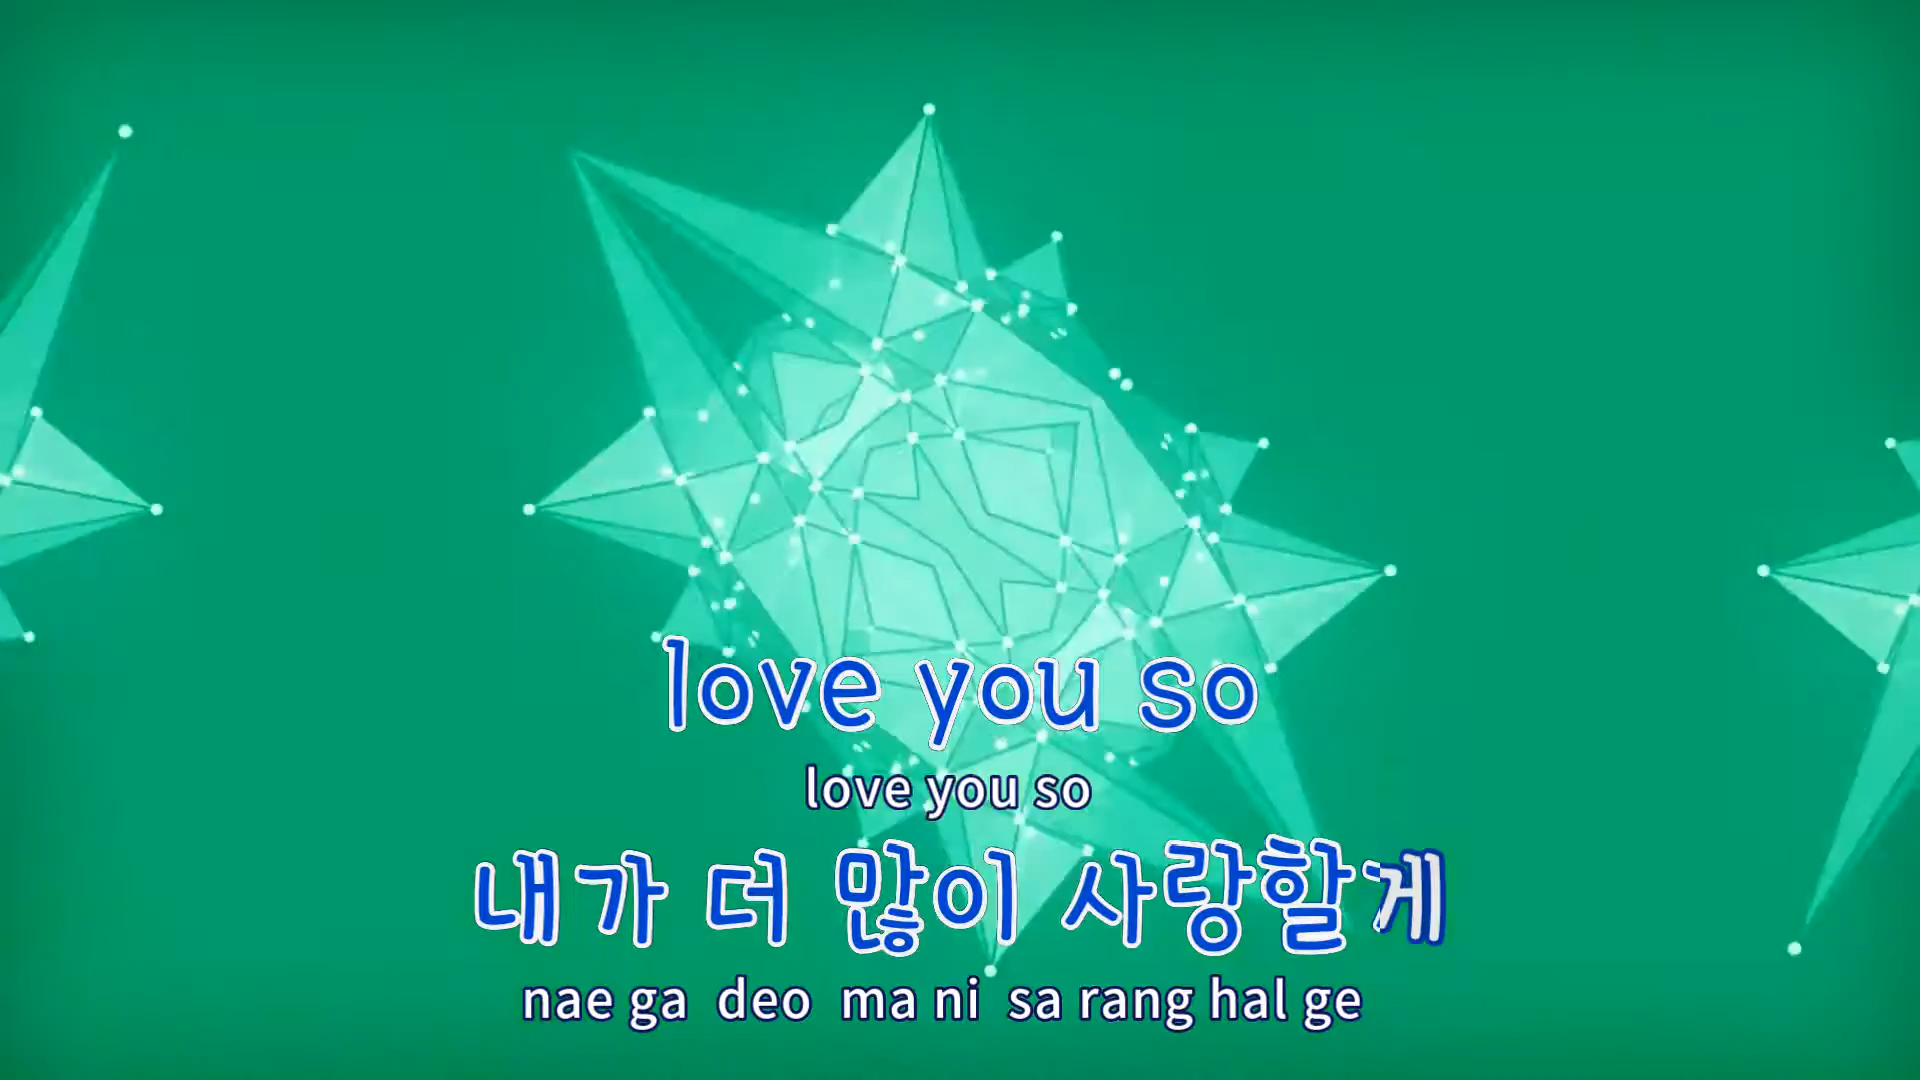 love you so
love you so
내가 더 많이 사랑할게
nae ga deo ma ni sa rang hal ge